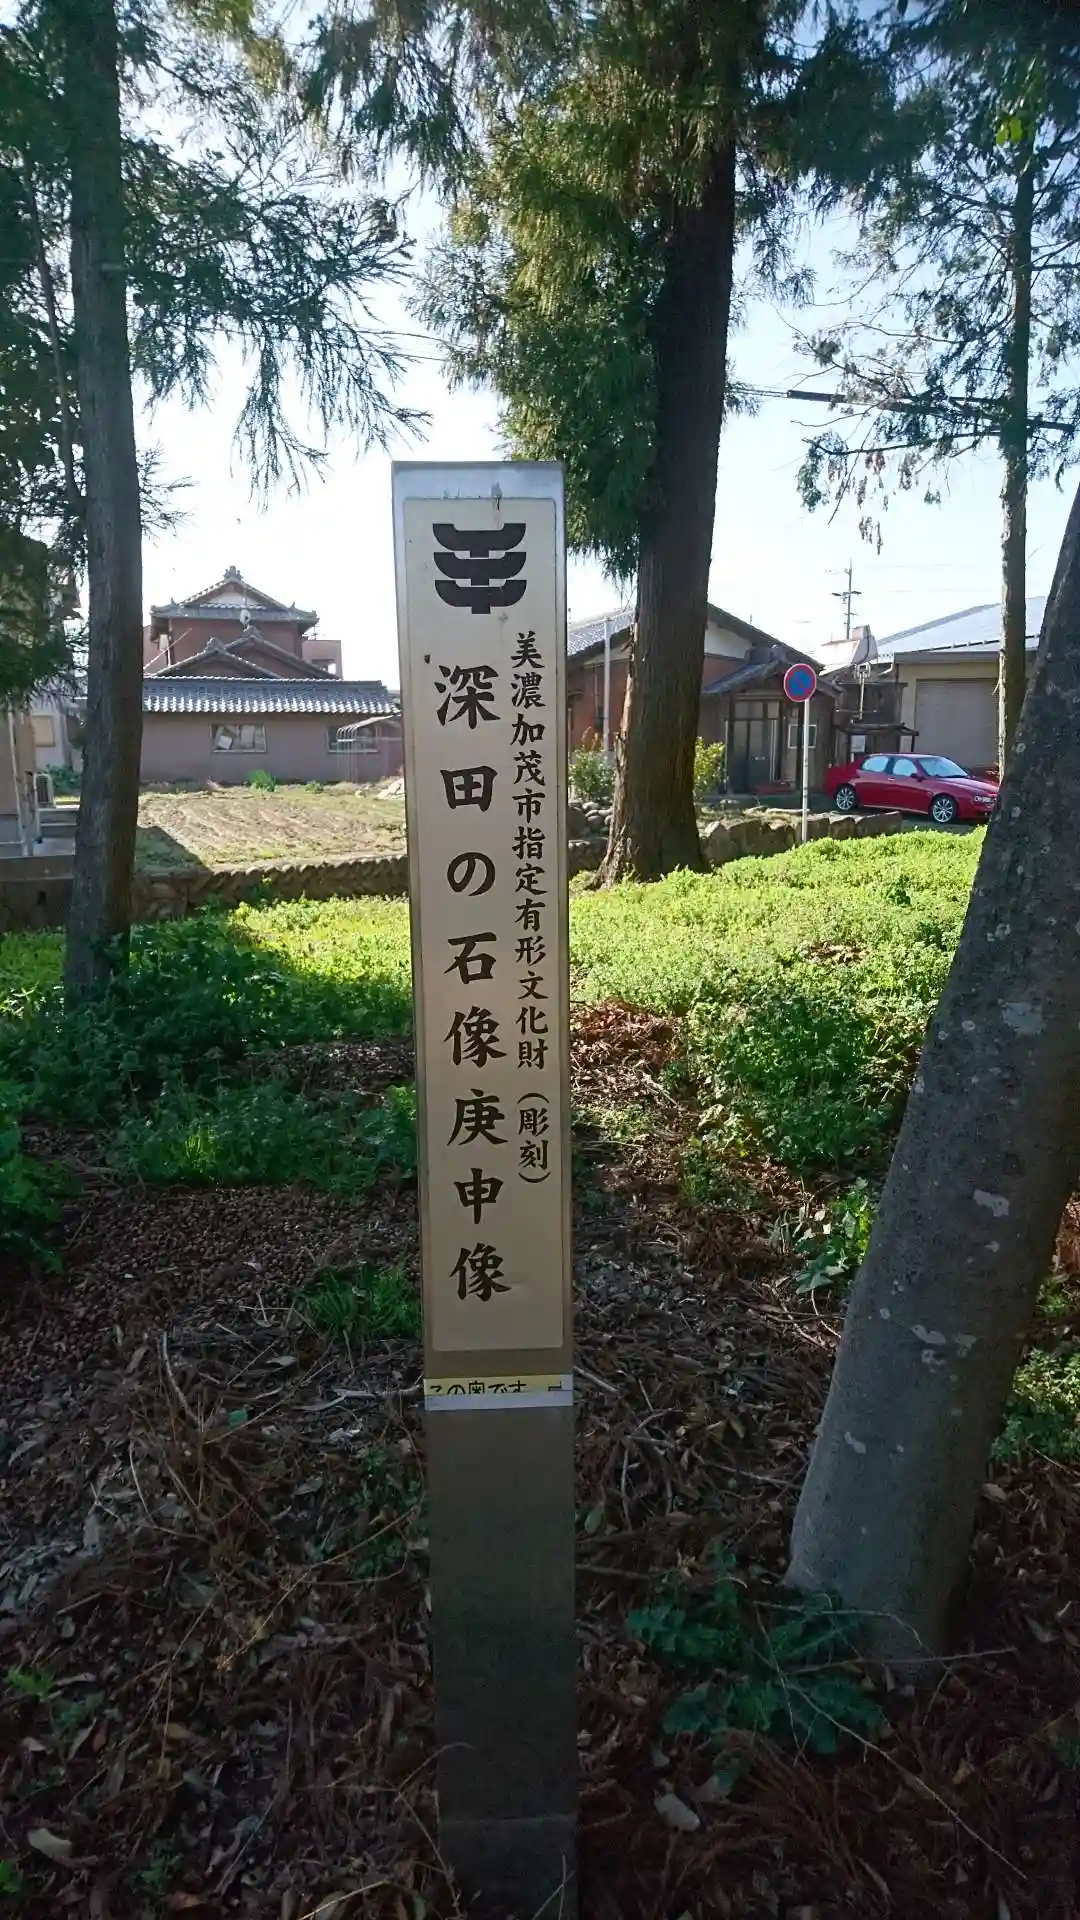 美濃加茂市指定有形文化財（彫刻）
深田の石像庚申像
この奥です